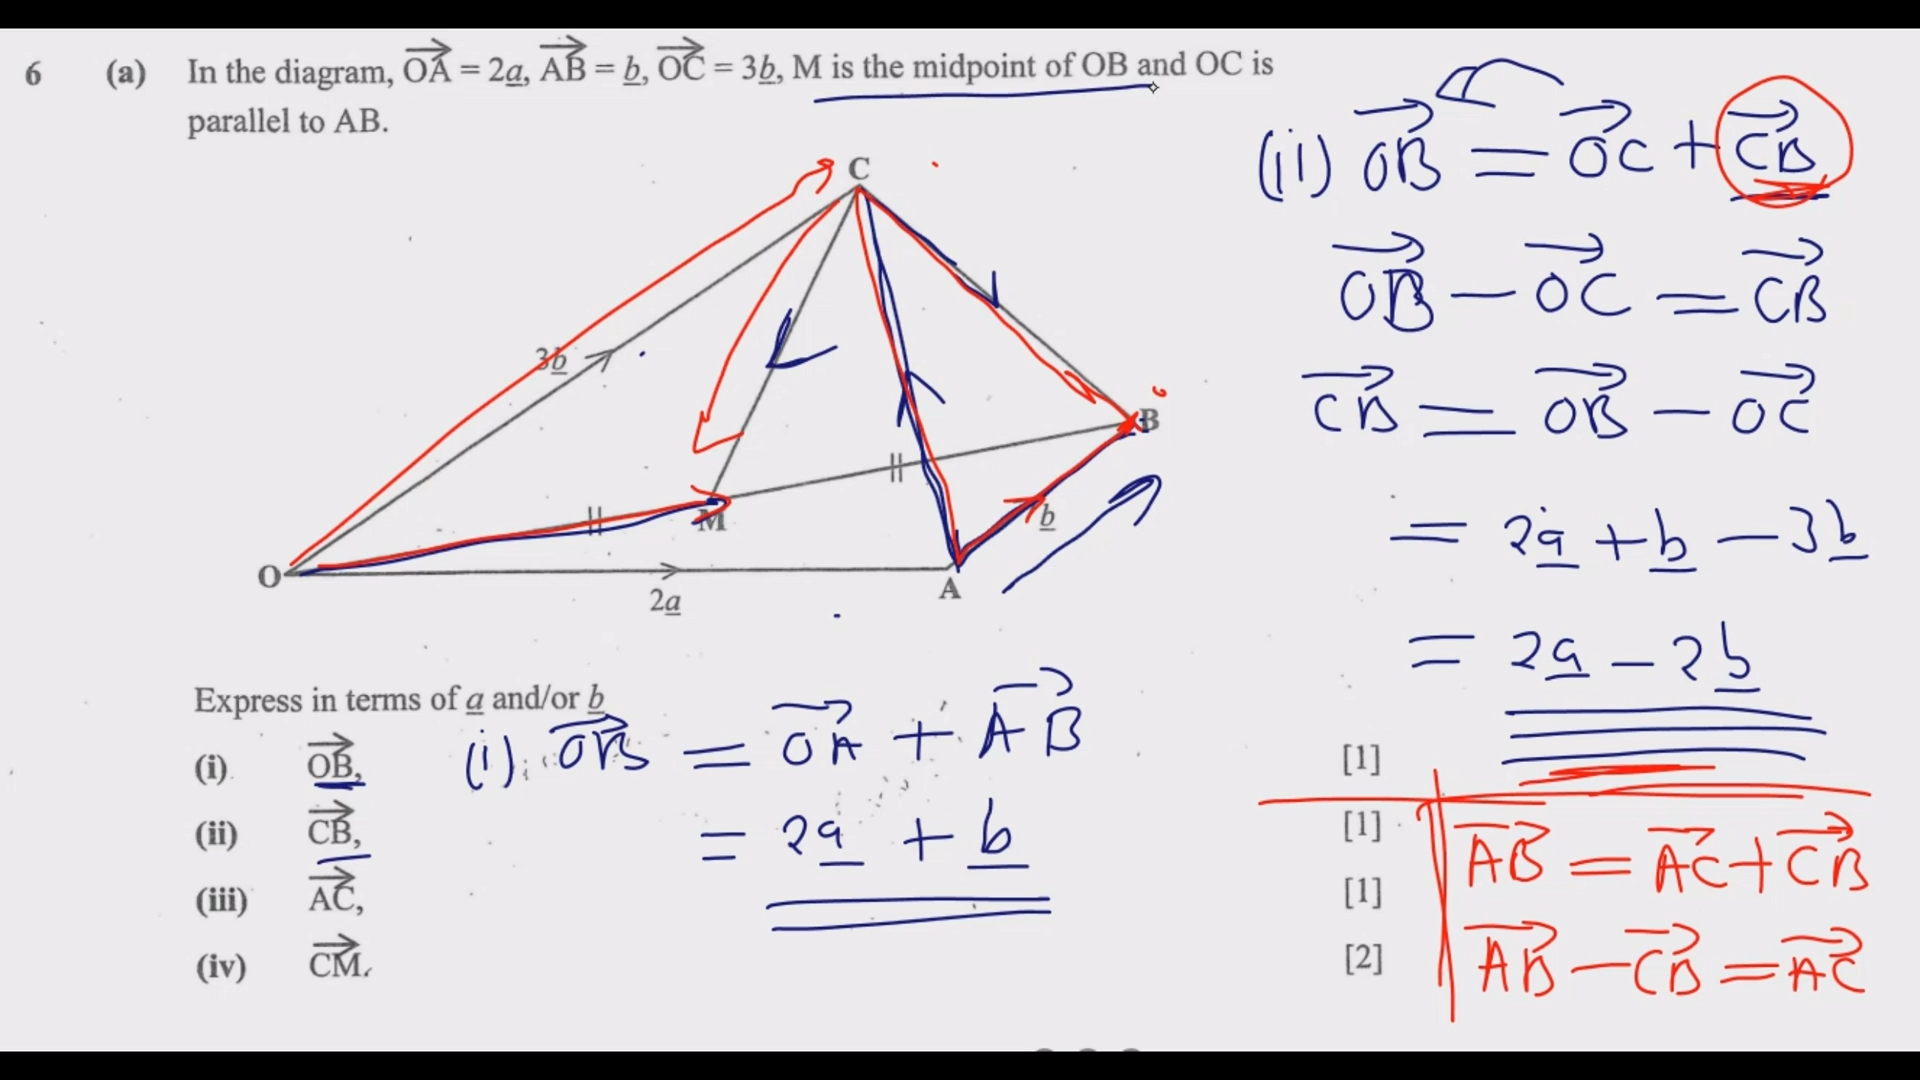 6 (a) In the diagram, OA = 2a, AB = b, OC = 3b, M is the midpoint of OB and OC is
parallel to AB.
C
3b
B
M
b
O
A
2a
Express in terms of a and/or b
(i) OB, [1]
(ii) CB, [1]
(iii) AC, [1]
(iv) CM. [2]
(i) OB = OA + AB
= 2a + b
(ii) OB = OC + CB
OB - OC = CB
CB = OB - OC
= 2a + b - 3b
= 2a - 2b
AB = AC + CB
AB - CB = AC